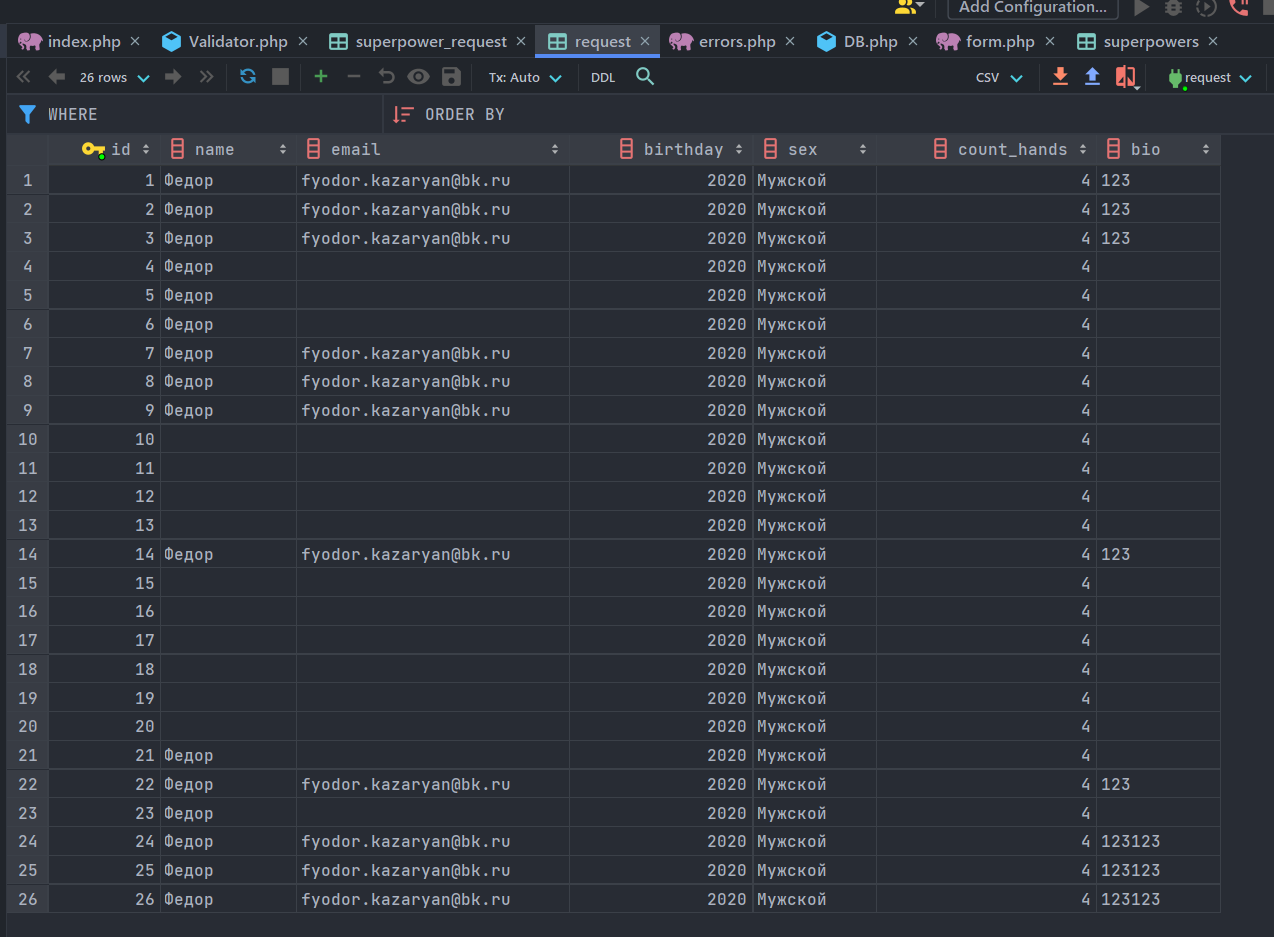 Add Configuration...
index.php × Validator.php × superpower_request × request × errors.php × DB.php × form.php × superpowers ×
26 rows Tx: Auto DDL CSV request
WHERE ORDER BY
id name email birthday sex count_hands bio
1 1 Федор fyodor.kazaryan@bk.ru 2020 Мужской 4 123
2 2 Федор fyodor.kazaryan@bk.ru 2020 Мужской 4 123
3 3 Федор fyodor.kazaryan@bk.ru 2020 Мужской 4 123
4 4 Федор 2020 Мужской 4
5 5 Федор 2020 Мужской 4
6 6 Федор 2020 Мужской 4
7 7 Федор fyodor.kazaryan@bk.ru 2020 Мужской 4
8 8 Федор fyodor.kazaryan@bk.ru 2020 Мужской 4
9 9 Федор fyodor.kazaryan@bk.ru 2020 Мужской 4
10 10 2020 Мужской 4
11 11 2020 Мужской 4
12 12 2020 Мужской 4
13 13 2020 Мужской 4
14 14 Федор fyodor.kazaryan@bk.ru 2020 Мужской 4 123
15 15 2020 Мужской 4
16 16 2020 Мужской 4
17 17 2020 Мужской 4
18 18 2020 Мужской 4
19 19 2020 Мужской 4
20 20 2020 Мужской 4
21 21 Федор 2020 Мужской 4
22 22 Федор fyodor.kazaryan@bk.ru 2020 Мужской 4 123
23 23 Федор 2020 Мужской 4
24 24 Федор fyodor.kazaryan@bk.ru 2020 Мужской 4 123123
25 25 Федор fyodor.kazaryan@bk.ru 2020 Мужской 4 123123
26 26 Федор fyodor.kazaryan@bk.ru 2020 Мужской 4 123123